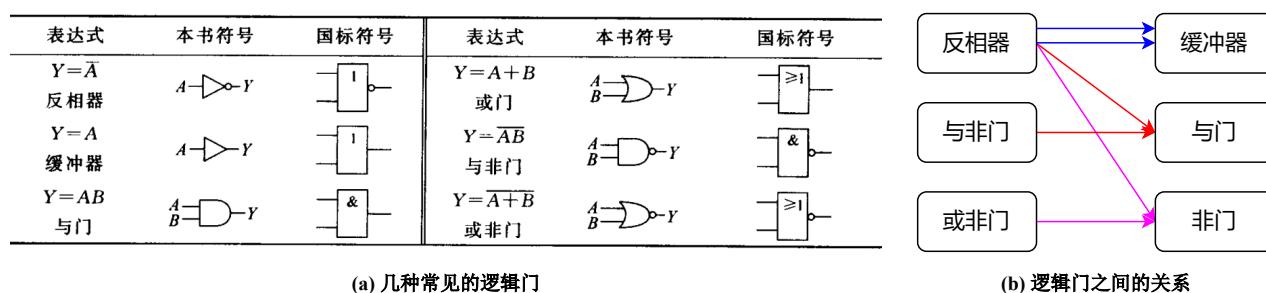 表达式 本书符号 国标符号 表达式 本书符号 国标符号
Y=A̅ 反相器 A Y 1
Y=A+B 或门 A B Y ≥1
Y=A 缓冲器 A Y 1
Y=A̅B̅ 与非门 A B Y &
Y=AB 与门 A B Y &
Y=A̅+̅B̅ 或非门 A B Y ≥1
(a) 几种常见的逻辑门
反相器 缓冲器
与非门 与门
或非门 非门
(b) 逻辑门之间的关系